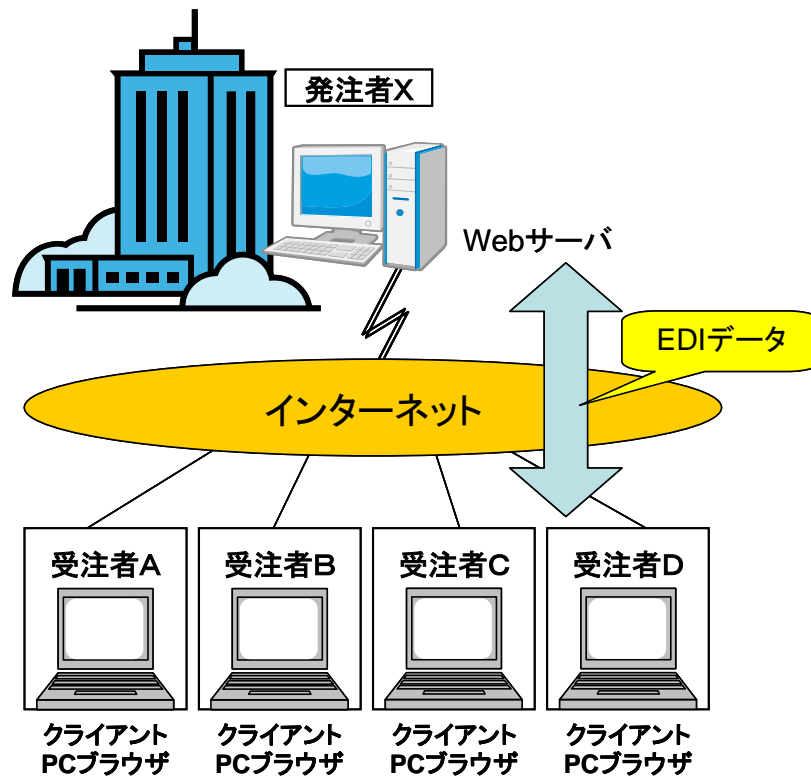 発注者X
Webサーバ
EDIデータ
インターネット
受注者A
受注者B
受注者C
受注者D
クライアント
PCブラウザ
クライアント
PCブラウザ
クライアント
PCブラウザ
クライアント
PCブラウザ